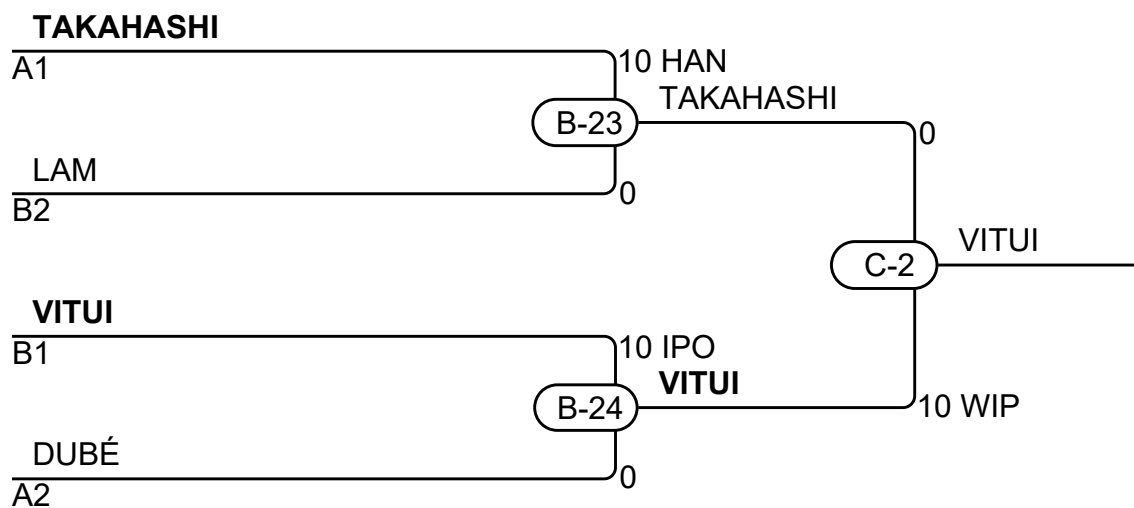 TAKAHASHI
A1
10 HAN
TAKAHASHI
B-23
0
LAM
0
B2
VITUI
C-2
VITUI
B1
10 IPO
VITUI
B-24
10 WIP
DUBÉ
0
A2